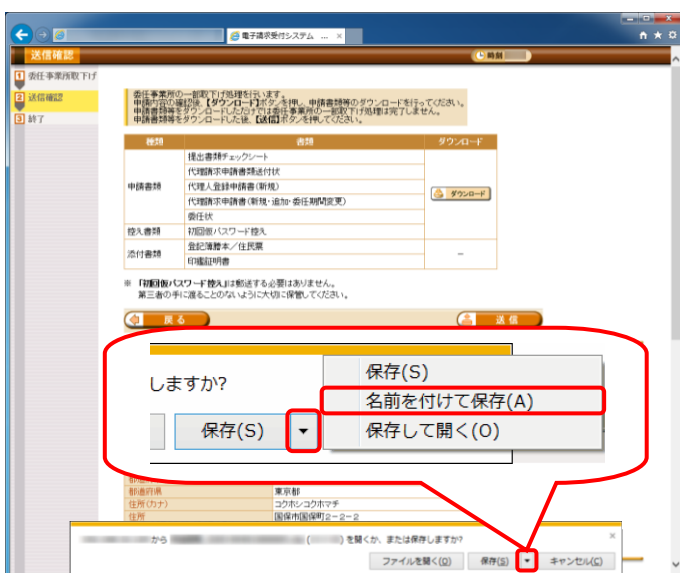 電子請求受付システム ... ×
送信確認
時刻
1 委任事業所取下げ
2 送信確認
3 終了
委任事業所の一部取下げ処理を行います。
申請内容の確認後、【ダウンロード】ボタンを押し、申請書類等のダウンロードを行ってください。
申請書類等をダウンロードしただけでは委任事業所の一部取下げ処理は完了しません。
申請書類等をダウンロードした後、【送信】ボタンを押してください。
種類 書類 ダウンロード
申請書類
提出書類チェックシート
代理請求申請書類送付状
代理人登録申請書(新規)
代理請求申請書(新規・追加・委任期間変更)
委任状
ダウンロード
控え書類 初回仮パスワード控え
添付書類
登記簿謄本／住民票
印鑑証明書
－
※ 「初回仮パスワード控え」は郵送する必要はありません。
第三者の手に渡ることのないように大切に保管してください。
戻る 送信
しますか?
保存(S)
保存(S)
名前を付けて保存(A)
保存して開く(O)
都道府県 東京都
住所(カナ) コクホシコクホマチ
住所 国保市国保町２－２－２
から ( ) を開くか、または保存しますか?
×
ファイルを開く(O) 保存(S) キャンセル(C)